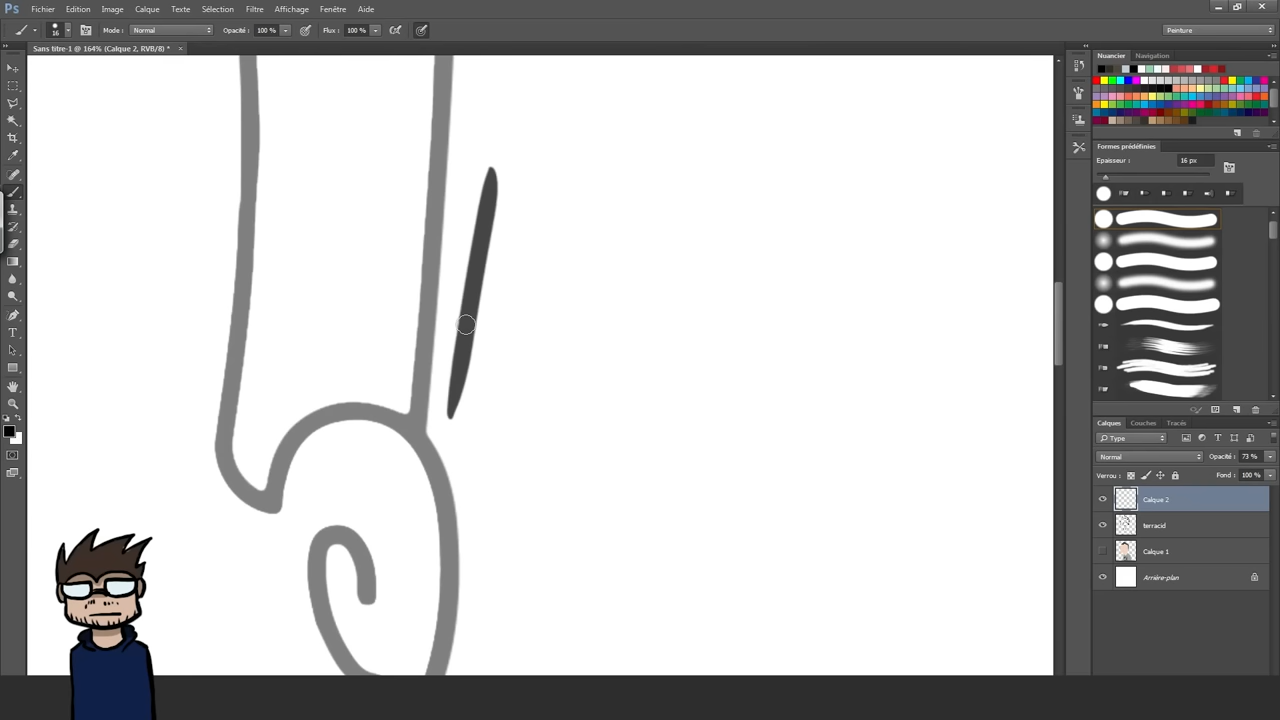 Ps Fichier Edition Image Calque Texte Sélection Filtre Affichage Fenêtre Aide
16 Mode : Normal Opacité : 100 % Flux : 100 % Peinture
Sans titre-1 @ 164% (Calque 2, RVB/8) * ×
Nuancier Navigation
Formes prédéfinies
Epaisseur : 16 px
Calques Couches Tracés
Type
Normal Opacité : 73 %
Verrou : Fond : 100 %
Calque 2
terracid
Calque 1
Arrière-plan